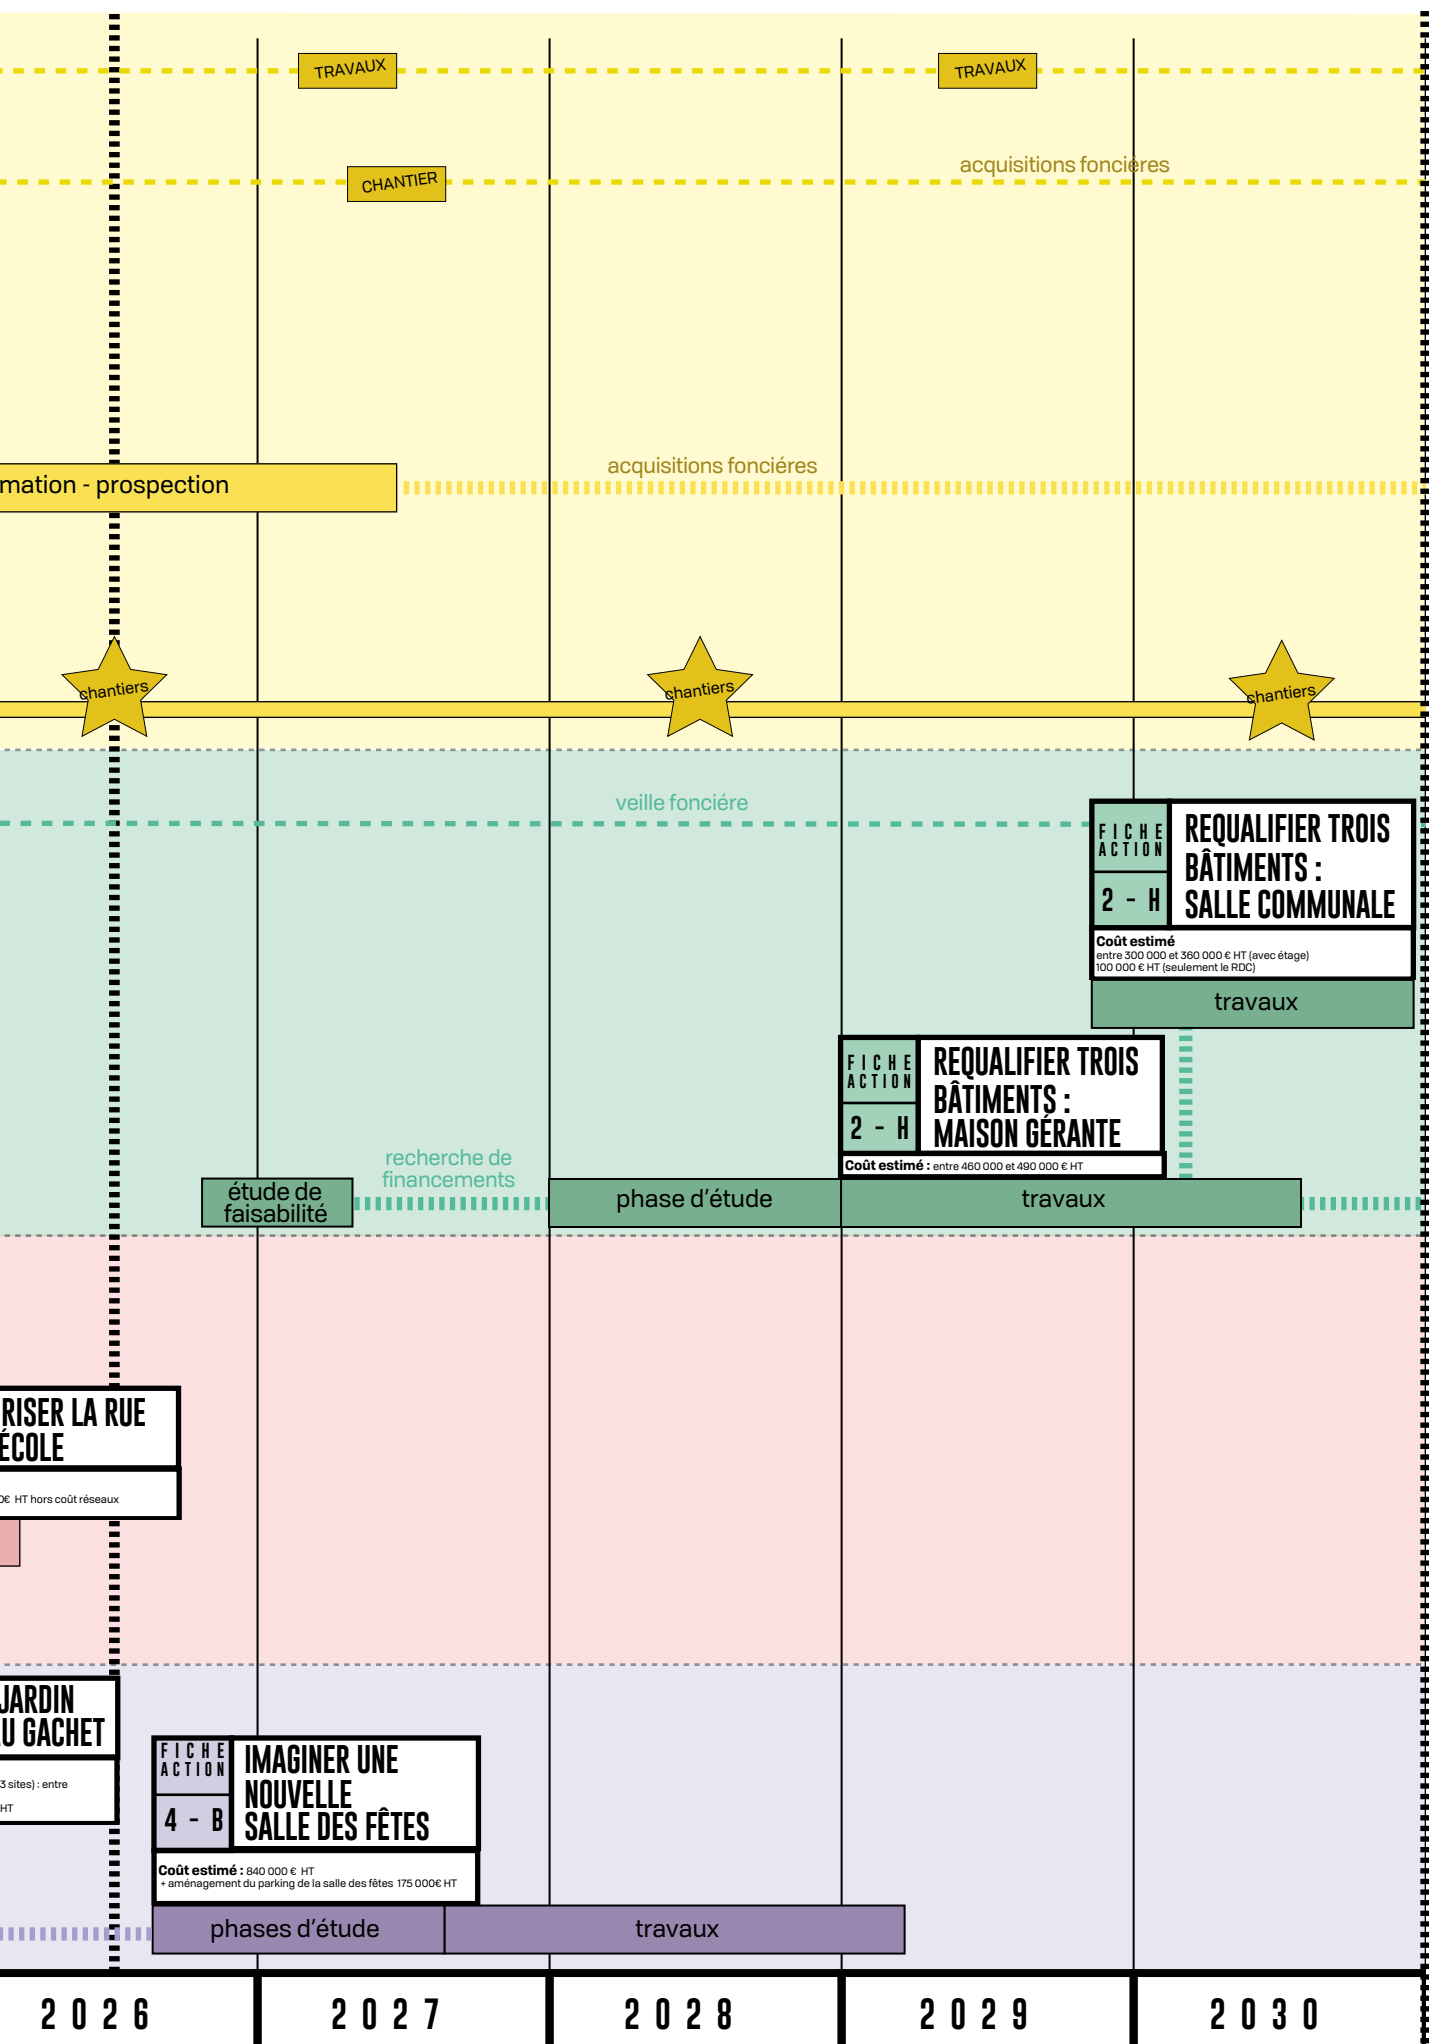 TRAVAUX
TRAVAUX
acquisitions fonciéres
CHANTIER
acquisitions fonciéres
mation - prospection
chantiers
chantiers
chantiers
veille fonciére
FICHE
ACTION
2 - H
REQUALIFIER TROIS
BÂTIMENTS :
SALLE COMMUNALE
Coût estimé
entre 300 000 et 360 000 € HT (avec étage)
100 000 € HT (seulement le RDC)
travaux
FICHE
ACTION
2 - H
REQUALIFIER TROIS
BÂTIMENTS :
MAISON GÉRANTE
Coût estimé : entre 460 000 et 490 000 € HT
recherche de
financements
étude de
faisabilité
phase d'étude
travaux
RISER LA RUE
ÉCOLE
0€ HT hors coût réseaux
JARDIN
U GACHET
3 sites) : entre
HT
FICHE
ACTION
4 - B
IMAGINER UNE
NOUVELLE
SALLE DES FÊTES
Coût estimé : 840 000 € HT
+ aménagement du parking de la salle des fêtes 175 000€ HT
phases d'étude
travaux
2026
2027
2028
2029
2030